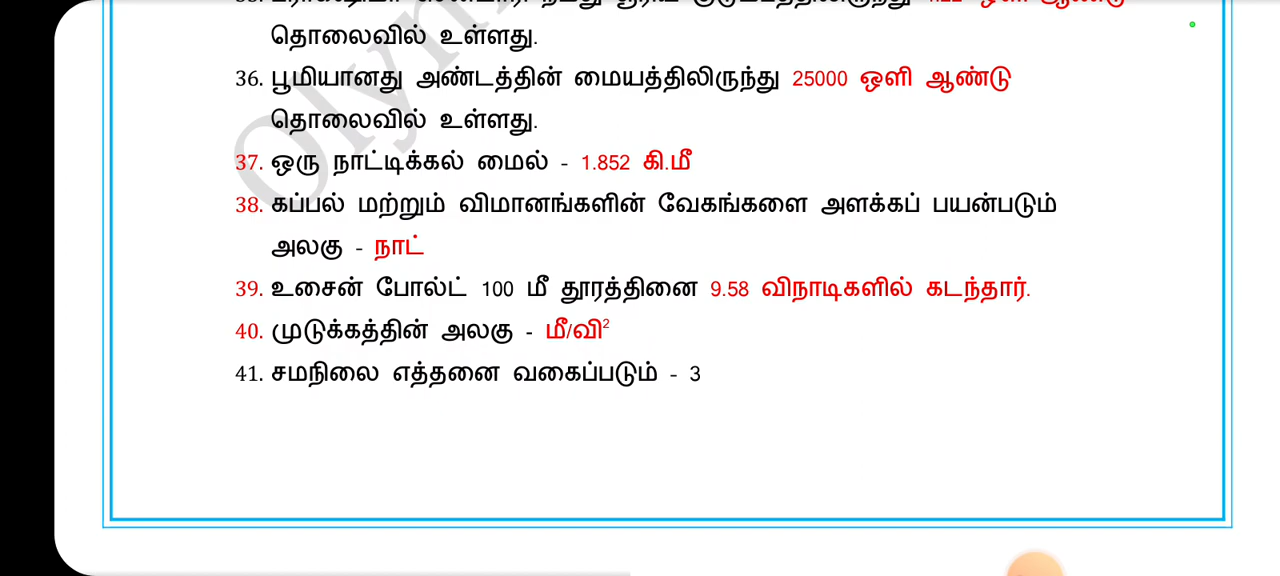 தொலைவில் உள்ளது.
36. பூமியானது அண்டத்தின் மையத்திலிருந்து 25000 ஒளி ஆண்டு
தொலைவில் உள்ளது.
37. ஒரு நாட்டிக்கல் மைல் - 1.852 கி.மீ
38. கப்பல் மற்றும் விமானங்களின் வேகங்களை அளக்கப் பயன்படும்
அலகு - நாட்
39. உசைன் போல்ட் 100 மீ தூரத்தினை 9.58 விநாடிகளில் கடந்தார்.
40. முடுக்கத்தின் அலகு - மீ/வி²
41. சமநிலை எத்தனை வகைப்படும் - 3